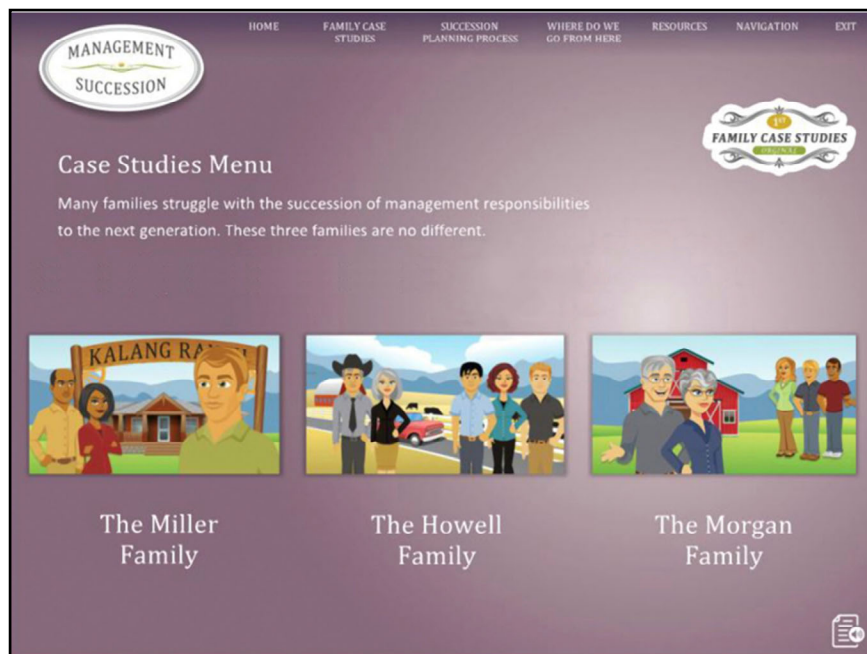 HOME
FAMILY CASE
STUDIES
SUCCESSION
PLANNING PROCESS
WHERE DO WE
GO FROM HERE
RESOURCES
NAVIGATION
EXIT
MANAGEMENT
SUCCESSION
1ST
FAMILY CASE STUDIES
Case Studies Menu
Many families struggle with the succession of management responsibilities
to the next generation. These three families are no different.
KALANG
The Miller
Family
The Howell
Family
The Morgan
Family